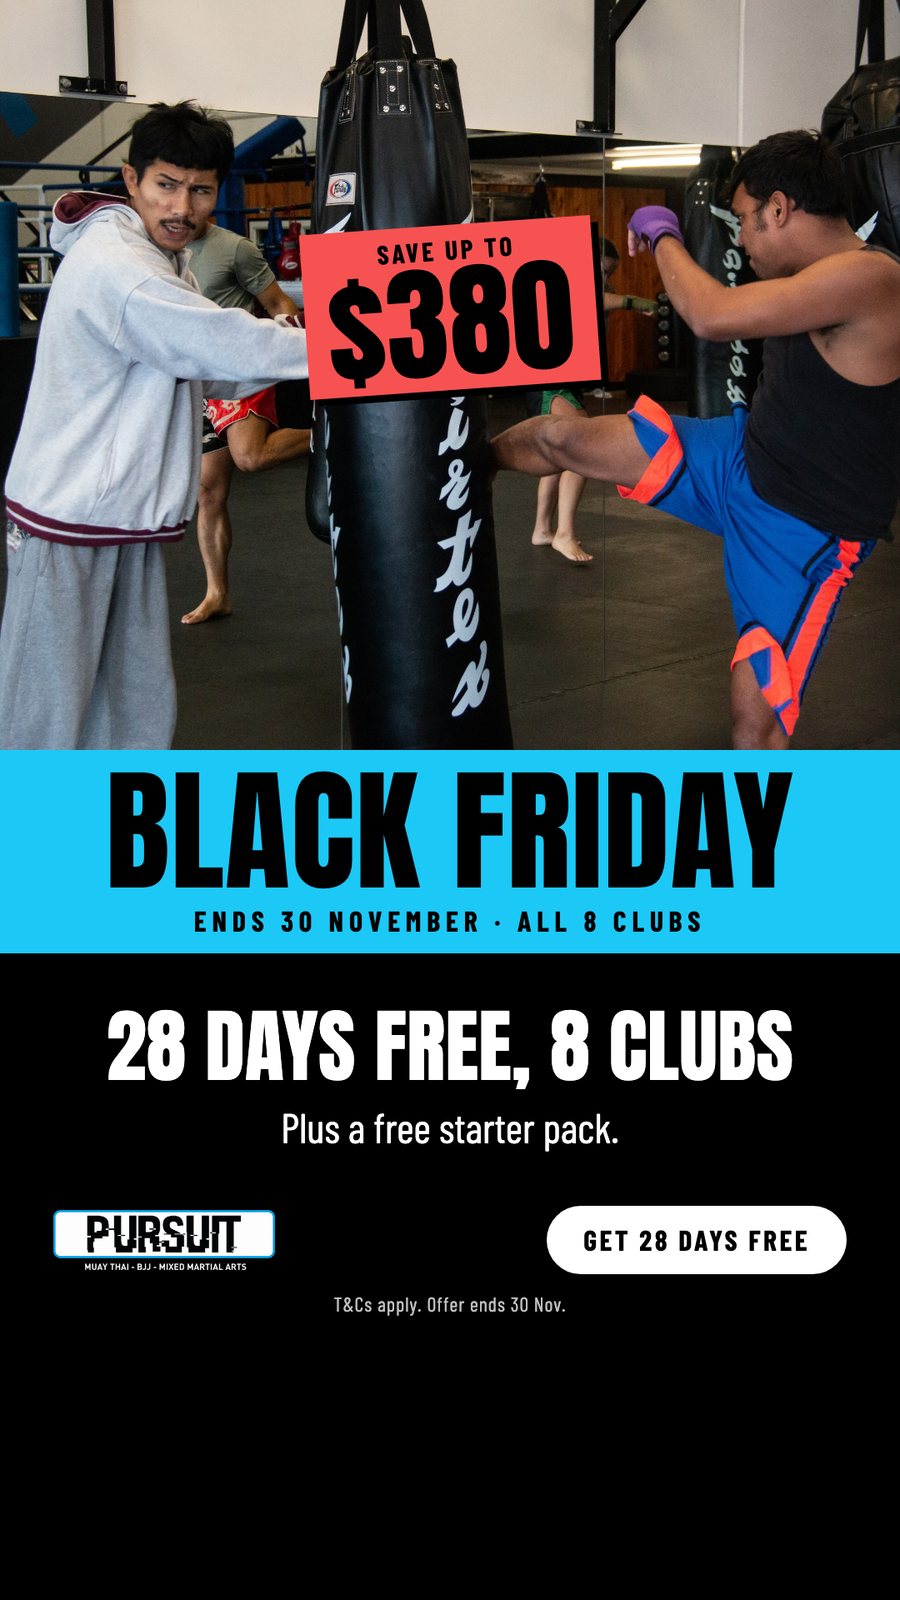 SAVE UP TO
$380
irtex
BLACK FRIDAY
ENDS 30 NOVEMBER · ALL 8 CLUBS
28 DAYS FREE, 8 CLUBS
Plus a free starter pack.
PURSUIT
MUAY THAI - BJJ - MIXED MARTIAL ARTS
GET 28 DAYS FREE
T&Cs apply. Offer ends 30 Nov.